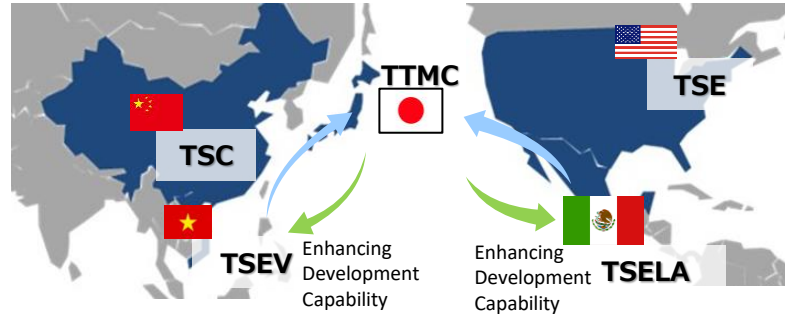 TTMC
TSE
TSC
TSEV
Enhancing
Development
Capability
Enhancing
Development
Capability
TSELA